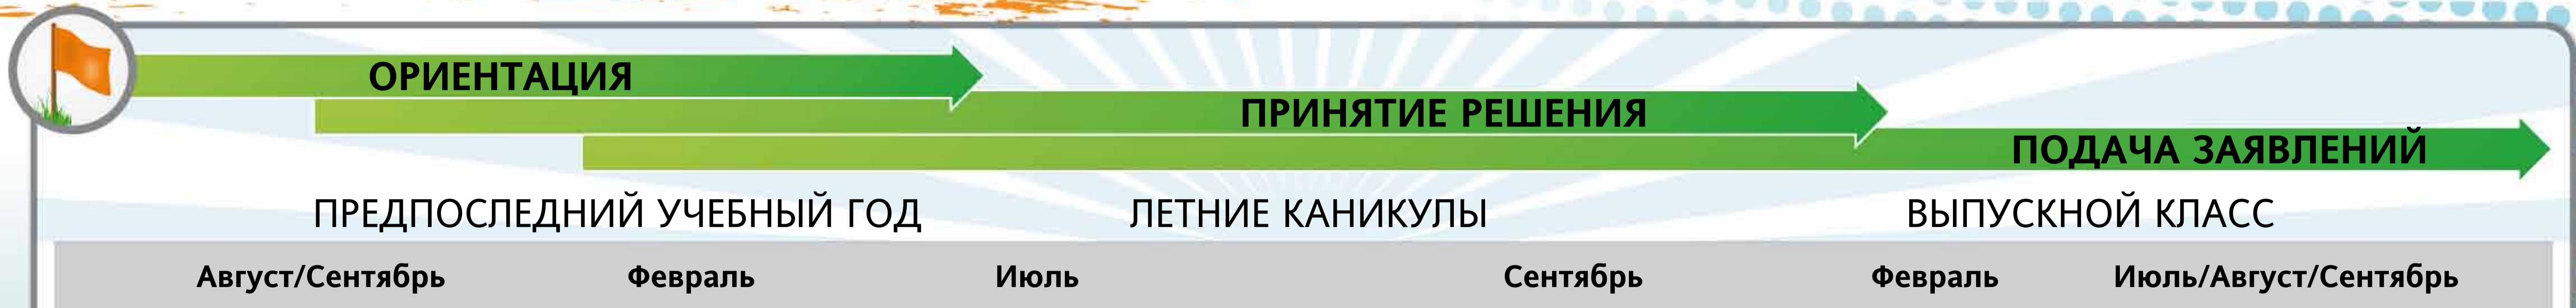 ОРИЕНТАЦИЯ
ПРИНЯТИЕ РЕШЕНИЯ
ПОДАЧА ЗАЯВЛЕНИЙ
ПРЕДПОСЛЕДНИЙ УЧЕБНЫЙ ГОД ЛЕТНИЕ КАНИКУЛЫ ВЫПУСКНОЙ КЛАСС
Август/Сентябрь Февраль Июль Сентябрь Февраль Июль/Август/Сентябрь